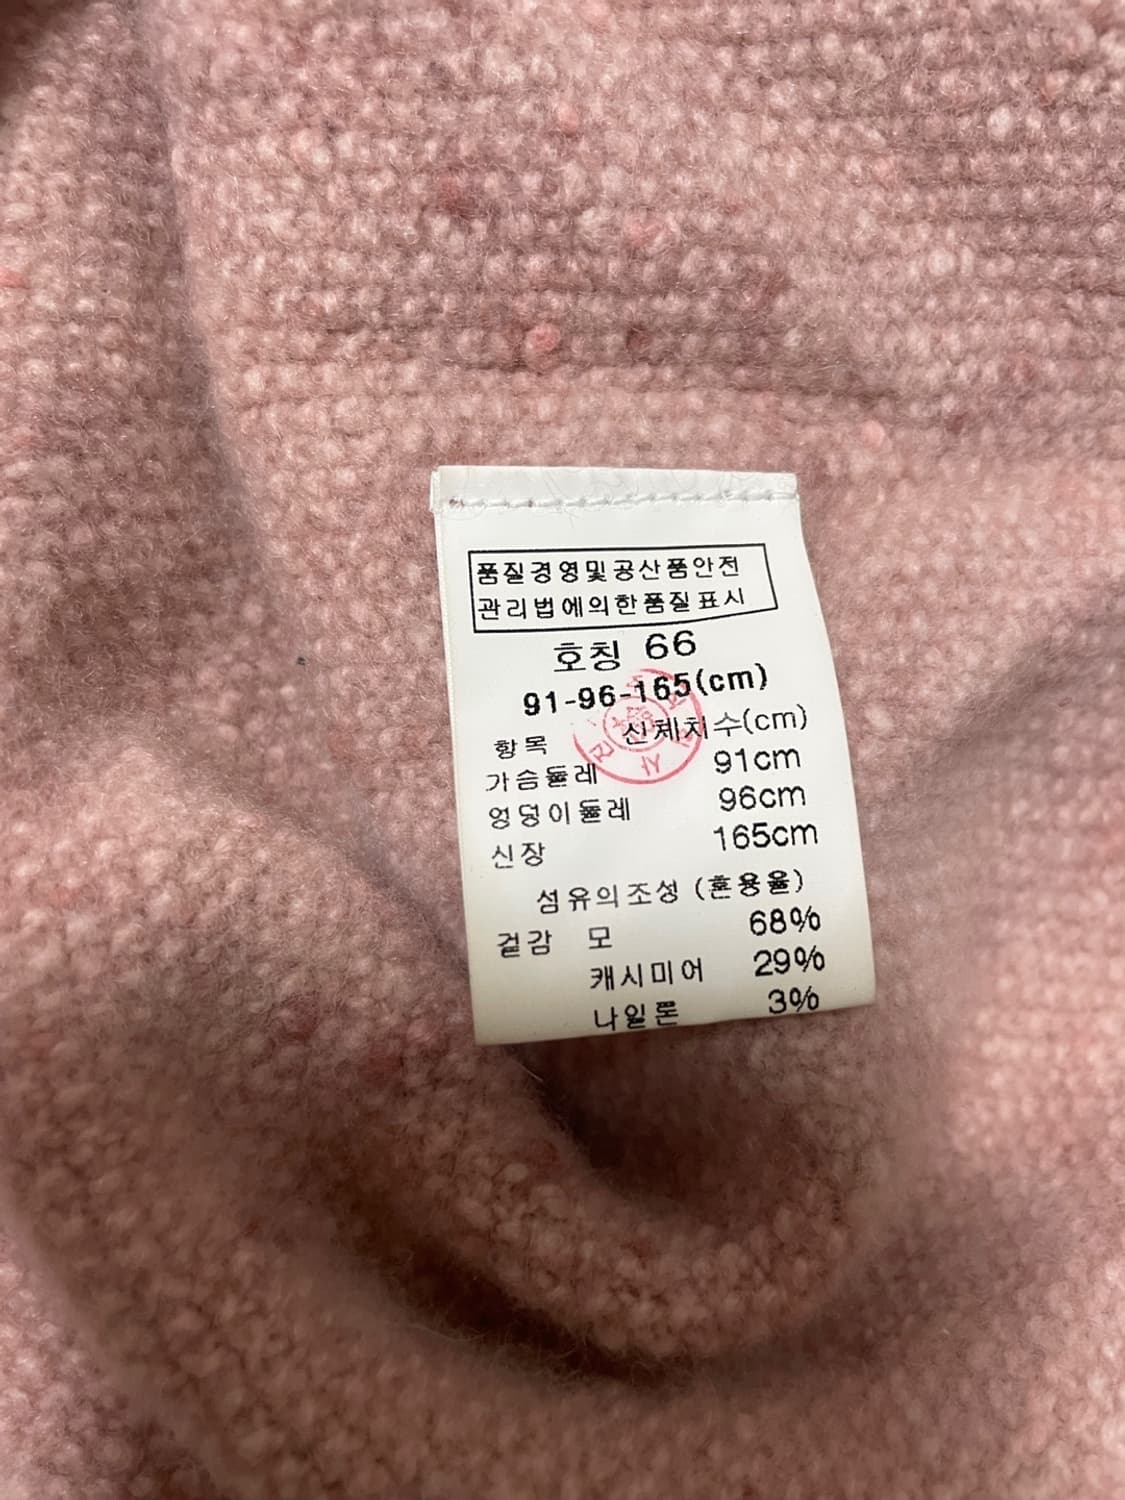 품질경영및공산품안전
관리법에의한품질표시
호칭 66
91-96-165(cm)
항목 신체치수(cm)
가슴둘레 91cm
엉덩이둘레 96cm
신장 165cm
섬유의조성 (혼용율)
겉감 모 68%
캐시미어 29%
나일론 3%